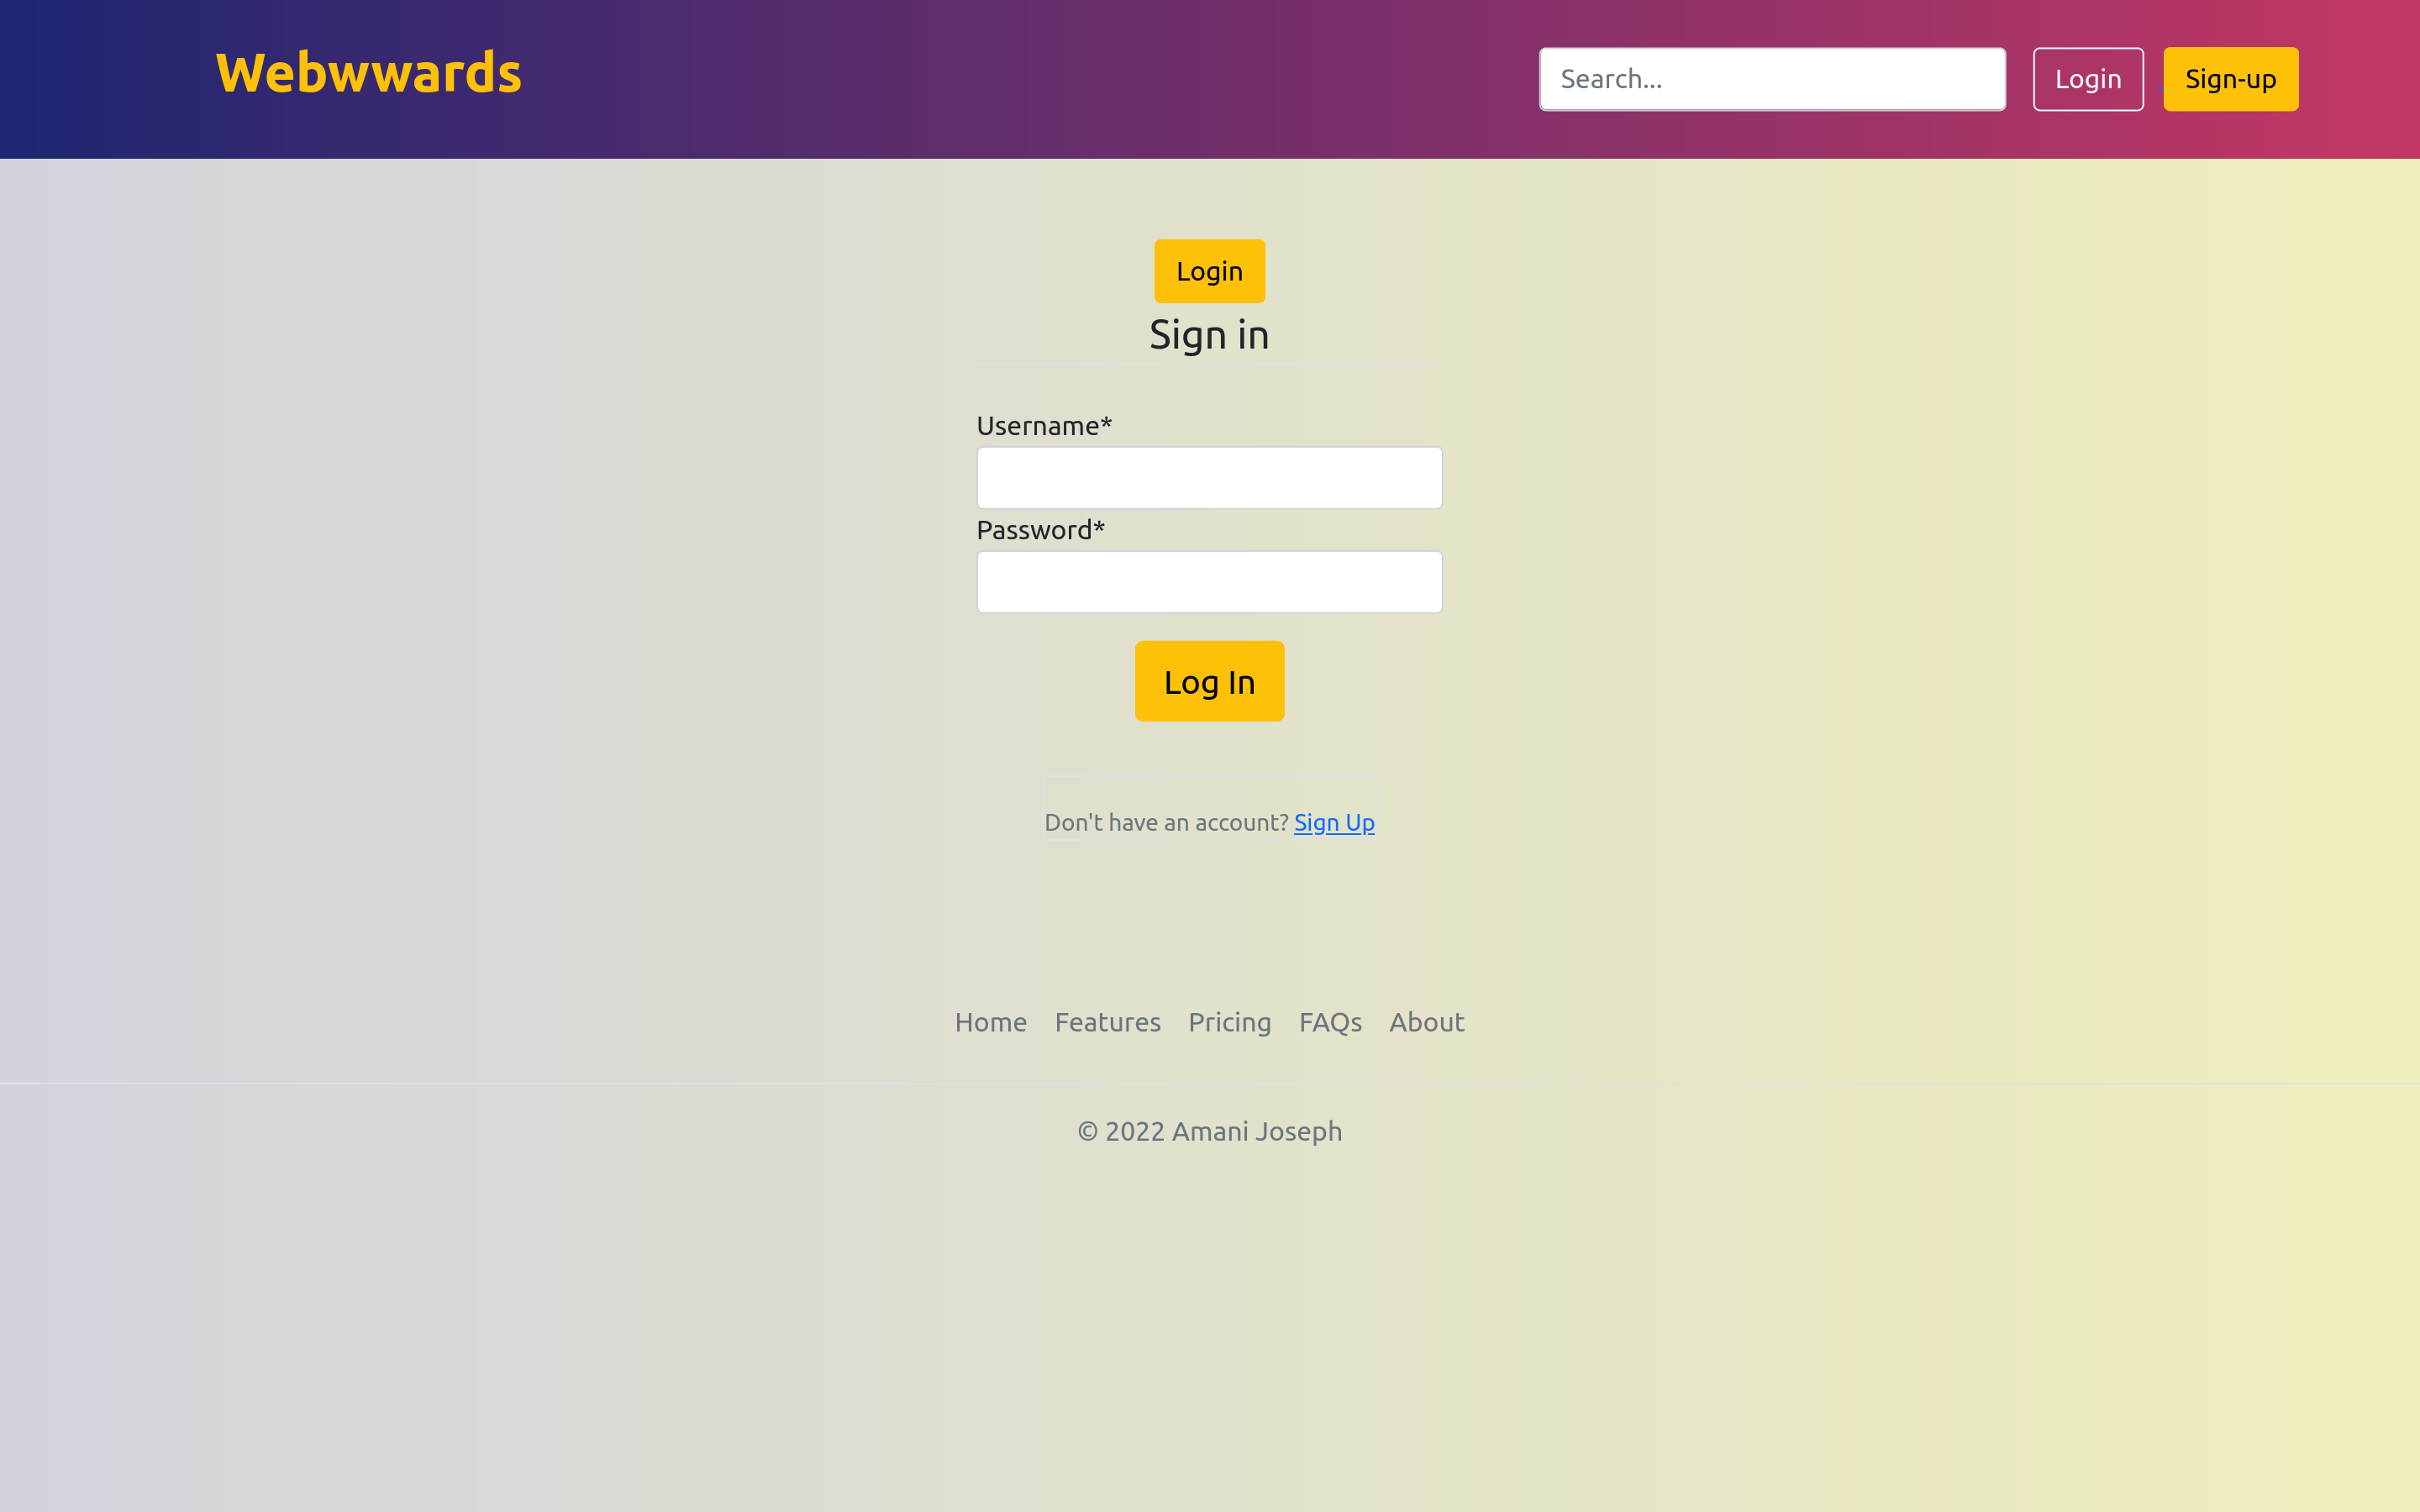 Webwwards
Search...
Login
Sign-up
Login
Sign in
Username*
Password*
Log In
Don't have an account? Sign Up
Home Features Pricing FAQs About
© 2022 Amani Joseph